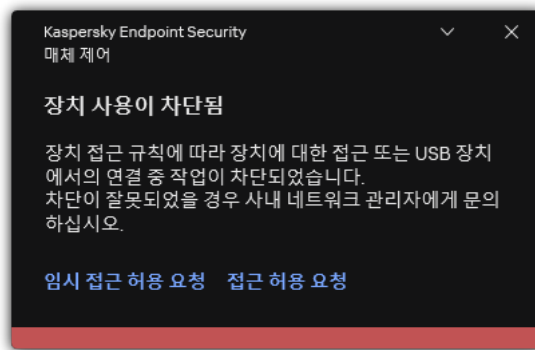 Kaspersky Endpoint Security
매체 제어
장치 사용이 차단됨
장치 접근 규칙에 따라 장치에 대한 접근 또는 USB 장치
에서의 연결 중 작업이 차단되었습니다.
차단이 잘못되었을 경우 사내 네트워크 관리자에게 문의
하십시오.
임시 접근 허용 요청 접근 허용 요청